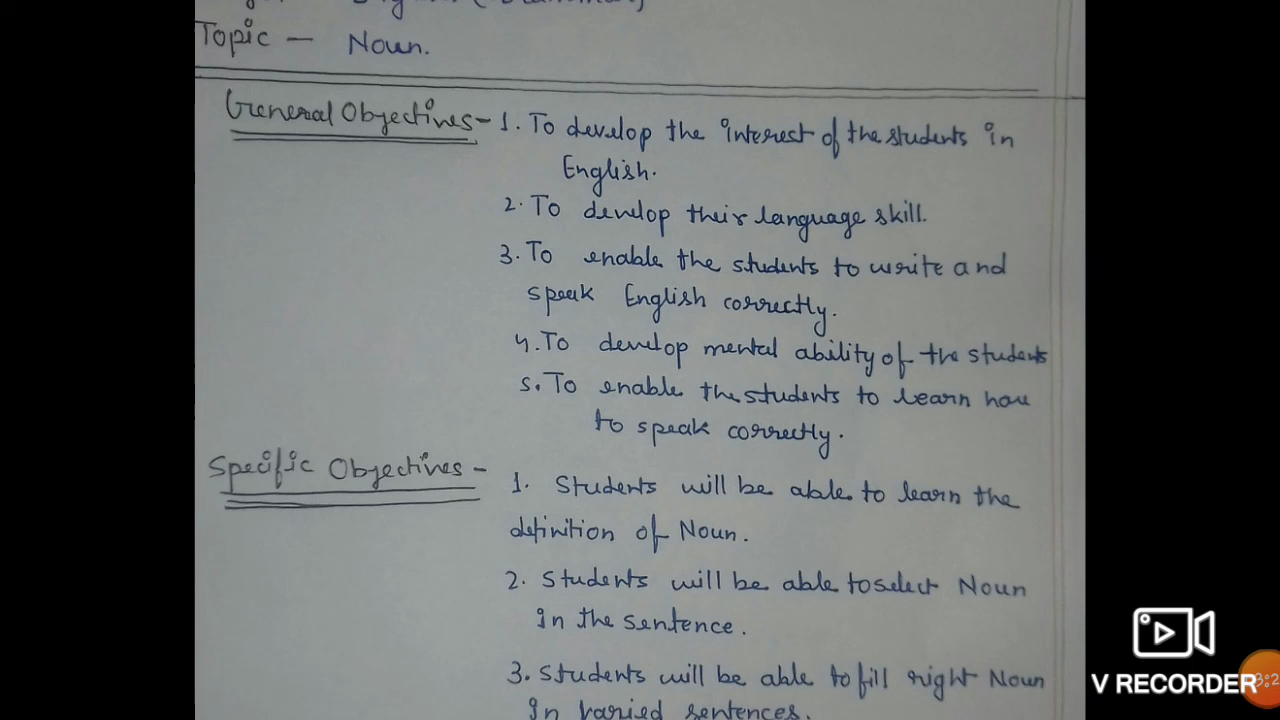 Topic — Noun.
General Objectives - 1. To develop the interest of the students in
English.
2. To develop their language skill.
3. To enable the students to write and
speak English correctly.
4. To develop mental ability of the students
5. To enable the students to learn how
to speak correctly.
Specific Objectives - 1. Students will be able to learn the
definition of Noun.
2. Students will be able to select Noun
in the sentence.
3. Students will be able to fill right Noun
in varied sentences.
V RECORDER